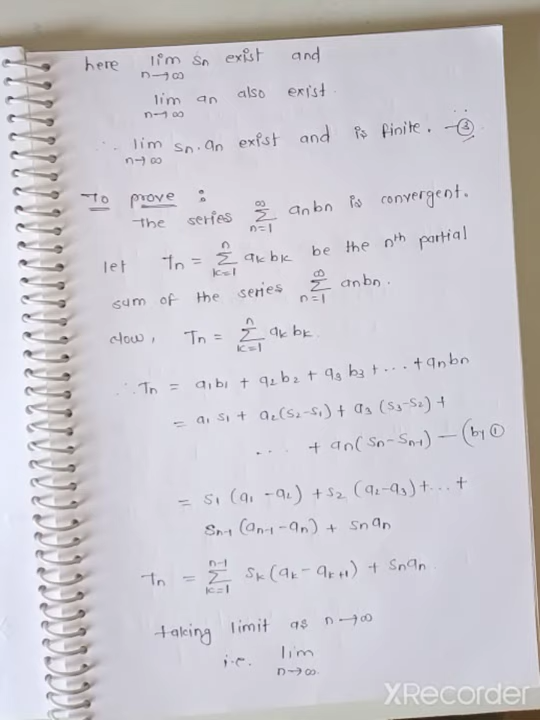 here lim n→∞ sn exist and
lim n→∞ an also exist.
∴ lim n→∞ sn.an exist and is finite. —③
To prove :
The series ∞ Σ n=1 anbn is convergent.
let Tn = n Σ k=1 akbk be the nth partial
sum of the series ∞ Σ n=1 anbn.
Now, Tn = n Σ k=1 akbk.
∴ Tn = a1b1 + a2b2 + a3b3 + ... + anbn
= a1s1 + a2(s2-s1) + a3(s3-s2) +
... + an(sn-sn-1) — (by ①
= s1(a1-a2) + s2(a2-a3) + ... +
sn-1(an-1-an) + snan
Tn = n-1 Σ k=1 sk(ak-ak+1) + snan.
taking limit as n→∞
i.e. lim n→∞
XRecorder